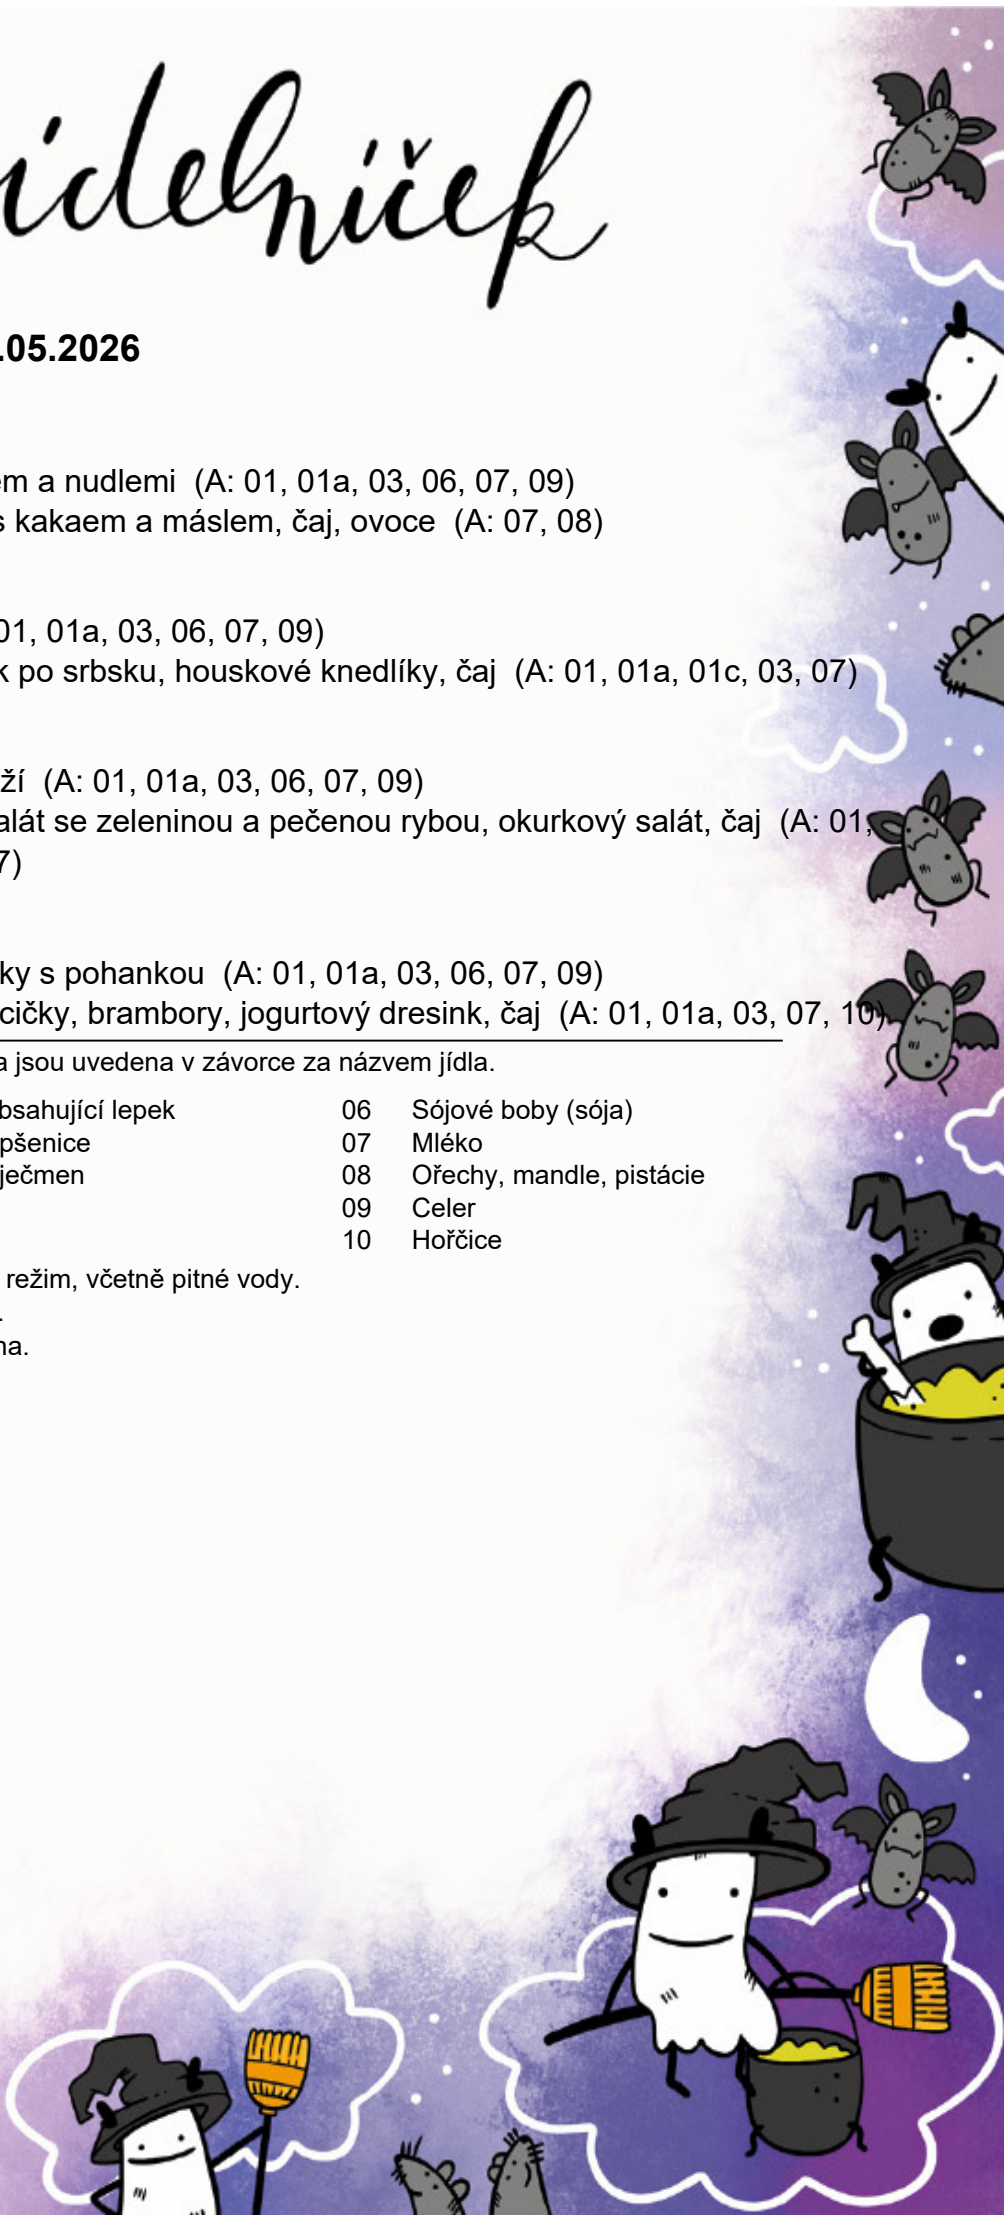 ídelníček
.05.2026
em a nudlemi (A: 01, 01a, 03, 06, 07, 09)
s kakaem a máslem, čaj, ovoce (A: 07, 08)
01, 01a, 03, 06, 07, 09)
k po srbsku, houskové knedlíky, čaj (A: 01, 01a, 01c, 03, 07)
ží (A: 01, 01a, 03, 06, 07, 09)
alát se zeleninou a pečenou rybou, okurkový salát, čaj (A: 01,
7)
ky s pohankou (A: 01, 01a, 03, 06, 07, 09)
cičky, brambory, jogurtový dresink, čaj (A: 01, 01a, 03, 07, 10)
a jsou uvedena v závorce za názvem jídla.
bsahující lepek 06 Sójové boby (sója)
pšenice 07 Mléko
ječmen 08 Ořechy, mandle, pistácie
09 Celer
10 Hořčice
režim, včetně pitné vody.
.
na.